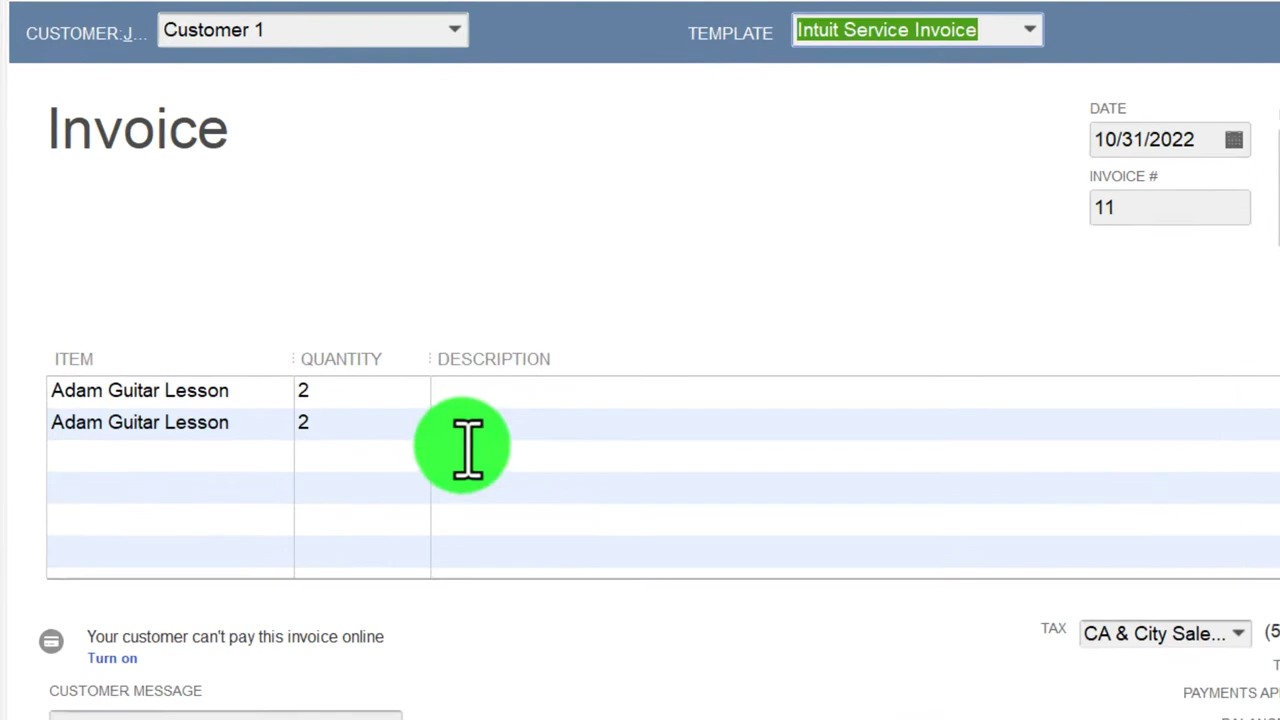 CUSTOMER:J... Customer 1 TEMPLATE Intuit Service Invoice
Invoice
DATE
10/31/2022
INVOICE #
11
ITEM QUANTITY DESCRIPTION
Adam Guitar Lesson 2
Adam Guitar Lesson 2
Your customer can't pay this invoice online
Turn on
TAX CA & City Sale... (5
CUSTOMER MESSAGE
PAYMENTS AP